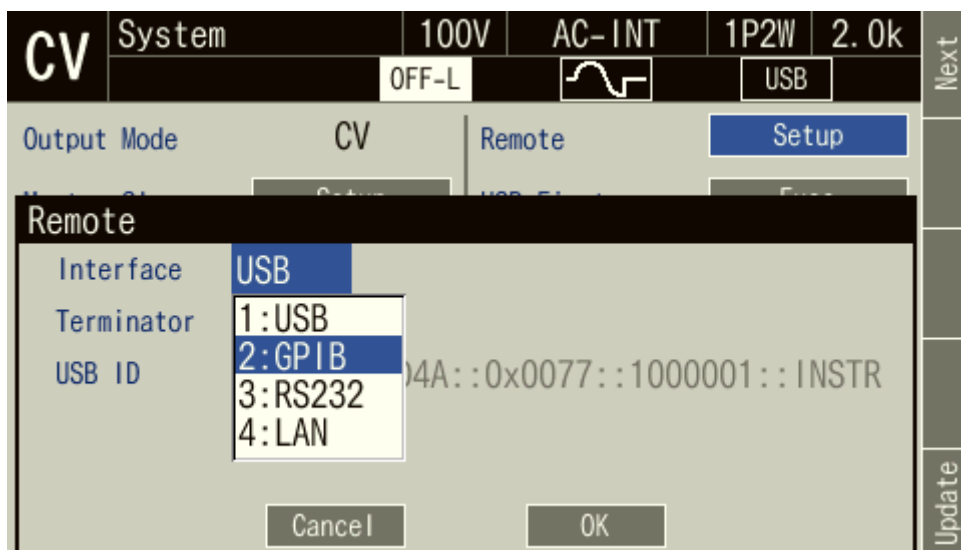 CV System 100V AC-INT 1P2W 2.0k
OFF-L USB
Next
Output Mode CV Remote Setup
Remote
Interface USB
Terminator 1:USB
2:GPIB
USB ID 04A::0x0077::1000001::INSTR
3:RS232
4:LAN
Cancel OK
Update